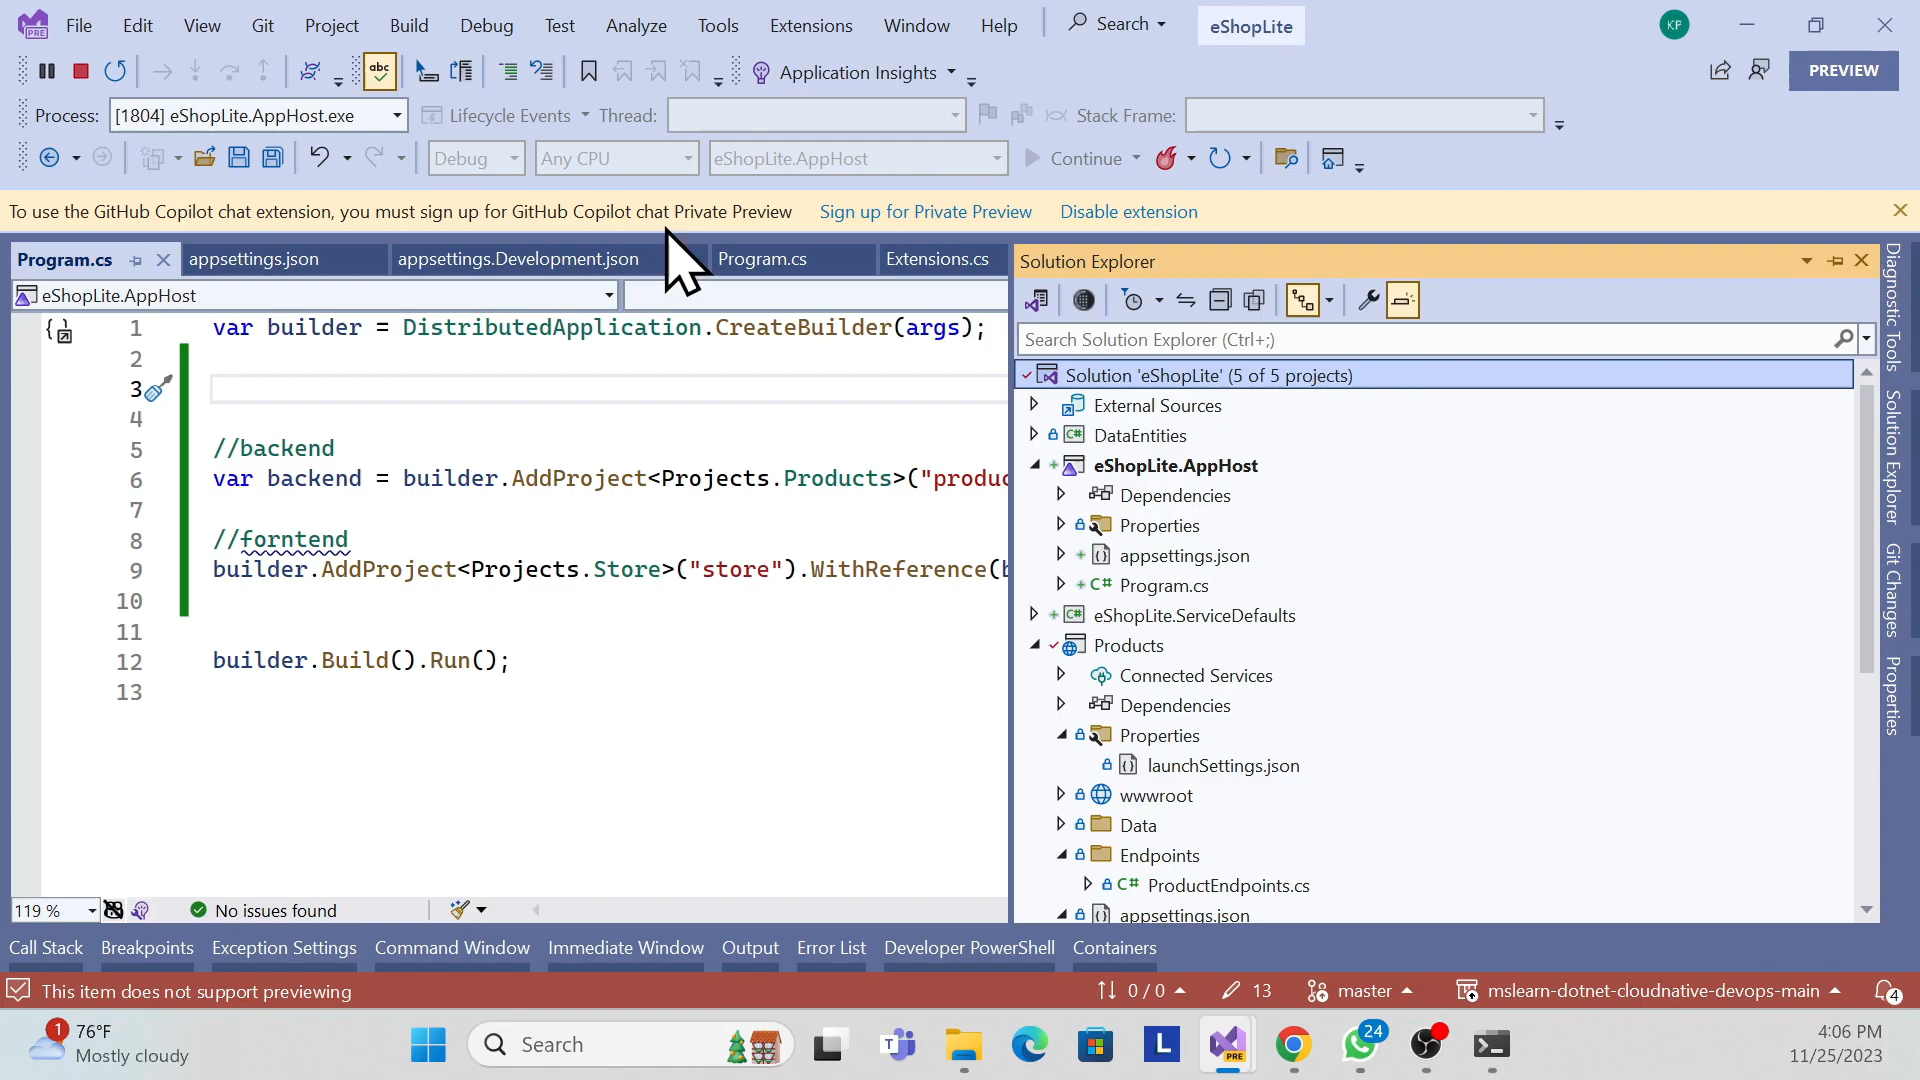 File Edit View Git Project Build Debug Test Analyze Tools Extensions Window Help Search eShopLite KP
abc Application Insights PREVIEW
Process: [1804] eShopLite.AppHost.exe Lifecycle Events Thread: Stack Frame:
Debug Any CPU eShopLite.AppHost Continue
To use the GitHub Copilot chat extension, you must sign up for GitHub Copilot chat Private Preview Sign up for Private Preview Disable extension
Program.cs appsettings.json appsettings.Development.json Program.cs Extensions.cs
eShopLite.AppHost
1 var builder = DistributedApplication.CreateBuilder(args);
2
3
4
5 //backend
6 var backend = builder.AddProject<Projects.Products>("produc
7
8 //forntend
9 builder.AddProject<Projects.Store>("store").WithReference(b
10
11
12 builder.Build().Run();
13
119 % No issues found
Solution Explorer
Search Solution Explorer (Ctrl+;)
Solution 'eShopLite' (5 of 5 projects)
External Sources
DataEntities
eShopLite.AppHost
Dependencies
Properties
appsettings.json
Program.cs
eShopLite.ServiceDefaults
Products
Connected Services
Dependencies
Properties
launchSettings.json
wwwroot
Data
Endpoints
ProductEndpoints.cs
appsettings.json
Diagnostic Tools
Solution Explorer
Git Changes
Properties
Call Stack Breakpoints Exception Settings Command Window Immediate Window Output Error List Developer PowerShell Containers
This item does not support previewing 0 / 0 13 master mslearn-dotnet-cloudnative-devops-main 4
1 76°F
Mostly cloudy
Search
24
4:06 PM
11/25/2023